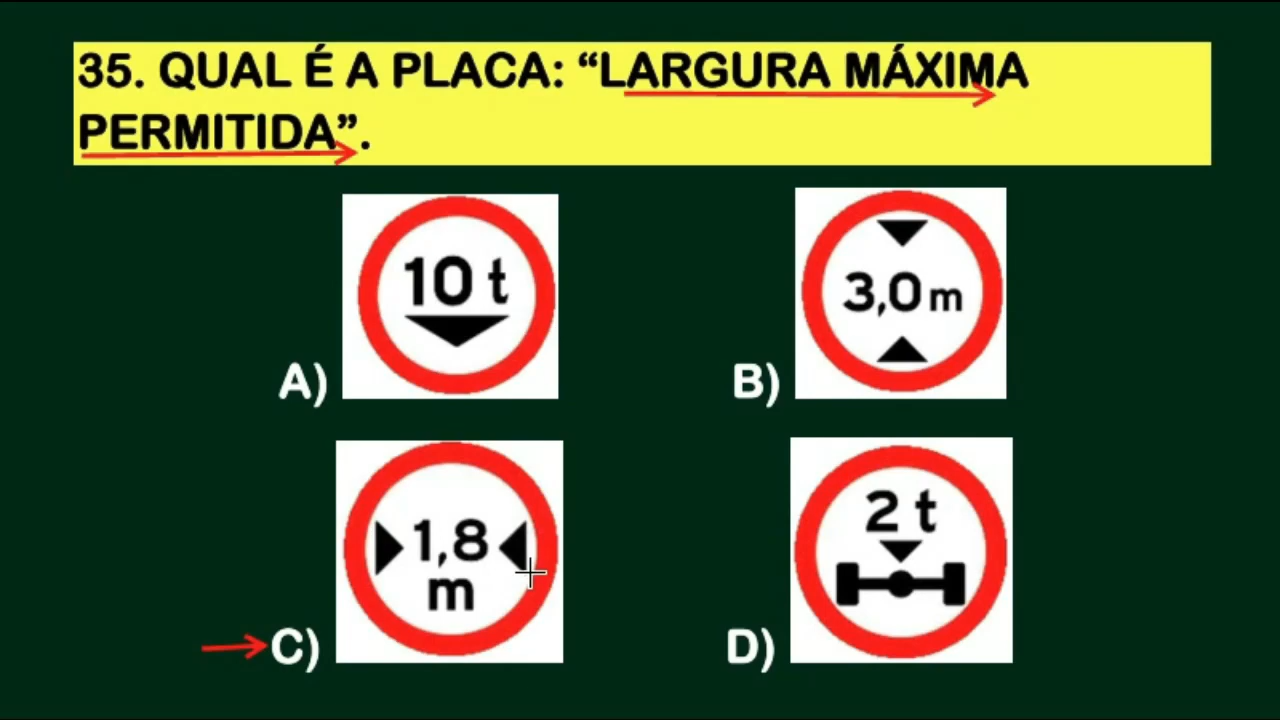 35. QUAL É A PLACA: “LARGURA MÁXIMA
PERMITIDA”.
10 t
A)
3,0 m
B)
1,8
m
C)
2 t
D)